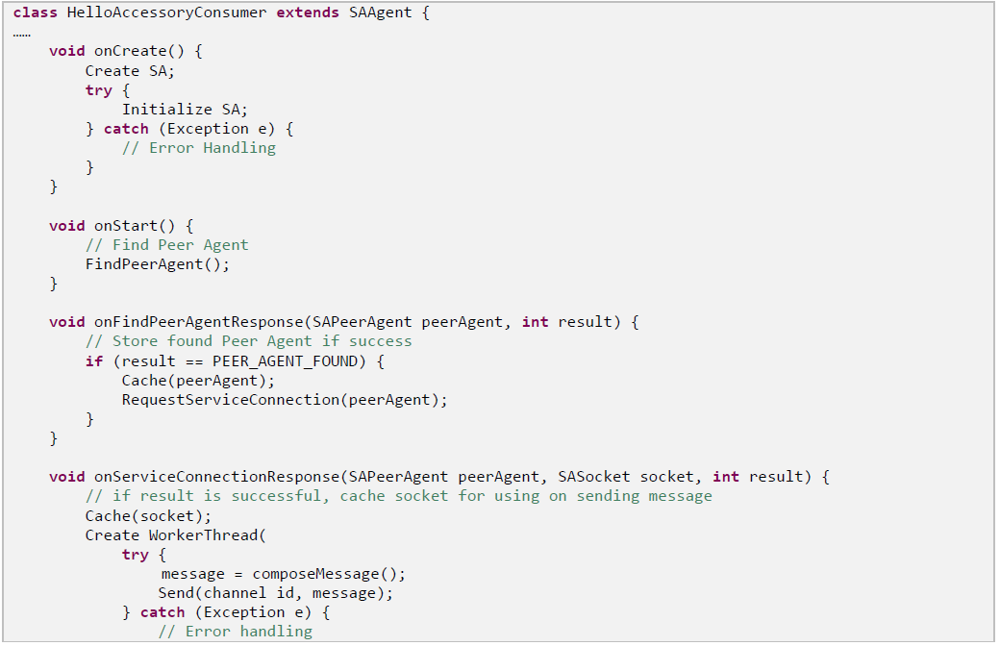 class HelloAccessoryConsumer extends SAAgent {
……
    void onCreate() {
        Create SA;
        try {
            Initialize SA;
        } catch (Exception e) {
            // Error Handling
        }
    }

    void onStart() {
        // Find Peer Agent
        FindPeerAgent();
    }

    void onFindPeerAgentResponse(SAPeerAgent peerAgent, int result) {
        // Store found Peer Agent if success
        if (result == PEER_AGENT_FOUND) {
            Cache(peerAgent);
            RequestServiceConnection(peerAgent);
        }
    }

    void onServiceConnectionResponse(SAPeerAgent peerAgent, SASocket socket, int result) {
        // if result is successful, cache socket for using on sending message
        Cache(socket);
        Create WorkerThread(
            try {
                message = composeMessage();
                Send(channel id, message);
            } catch (Exception e) {
                // Error handling